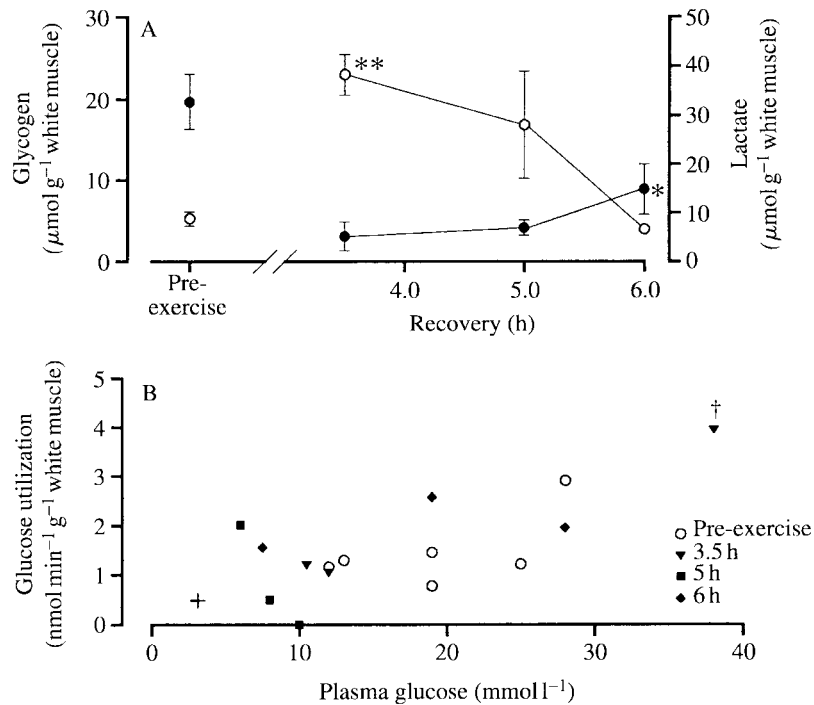 A
30
20
10
0
Glycogen
(μmol g⁻¹ white muscle)
50
40
30
20
10
0
Lactate
(μmol g⁻¹ white muscle)
**
*
Pre-
exercise
4.0
5.0
6.0
Recovery (h)
B
5
4
3
2
1
0
Glucose utilization
(nmol min⁻¹ g⁻¹ white muscle)
†
Pre-exercise
3.5 h
5 h
6 h
0
10
20
30
40
Plasma glucose (mmol l⁻¹)